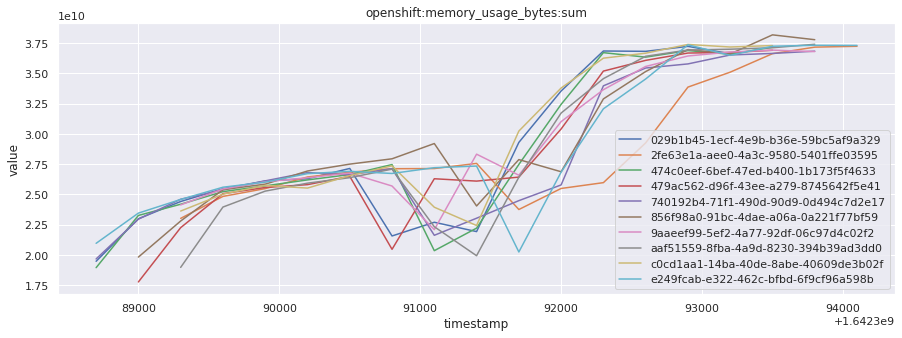 openshift:memory_usage_bytes:sum
1e10
3.75
3.50
3.25
3.00
2.75
2.50
2.25
2.00
1.75
value
029b1b45-1ecf-4e9b-b36e-59bc5af9a329
2fe63e1a-aee0-4a3c-9580-5401ffe03595
474c0eef-6bef-47ed-b400-1b173f5f4633
479ac562-d96f-43ee-a279-8745642f5e41
740192b4-71f1-490d-90d9-0d494c7d2e17
856f98a0-91bc-4dae-a06a-0a221f77bf59
9aaeef99-5ef2-4a77-92df-06c97d4c02f2
aaf51559-8fba-4a9d-8230-394b39ad3dd0
c0cd1aa1-14ba-40de-8abe-40609de3b02f
e249fcab-e322-462c-bfbd-6f9cf96a598b
89000 90000 91000 92000 93000 94000
+1.6423e9
timestamp